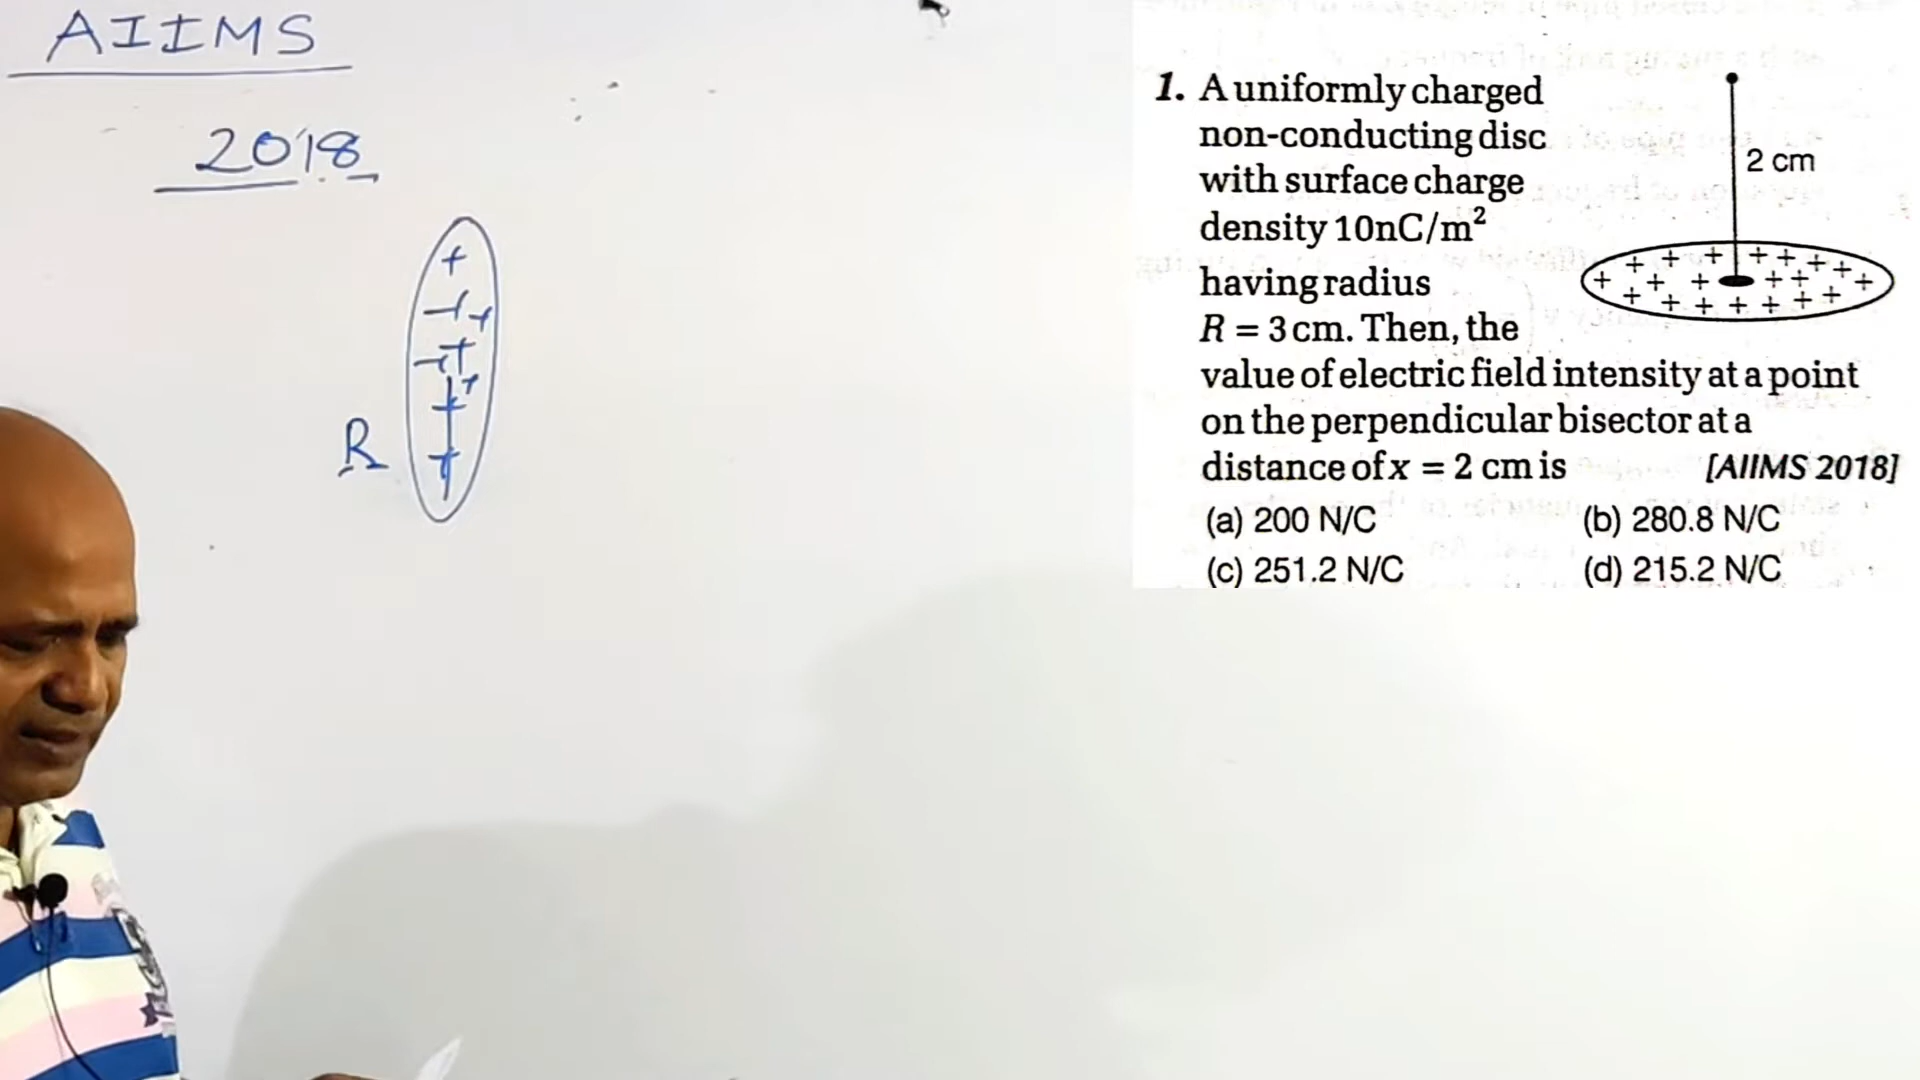 AIIMS
2018
R
1. A uniformly charged
non-conducting disc
with surface charge
density 10nC/m²
having radius
R = 3 cm. Then, the
value of electric field intensity at a point
on the perpendicular bisector at a
distance of x = 2 cm is [AIIMS 2018]
(a) 200 N/C (b) 280.8 N/C
(c) 251.2 N/C (d) 215.2 N/C
2 cm